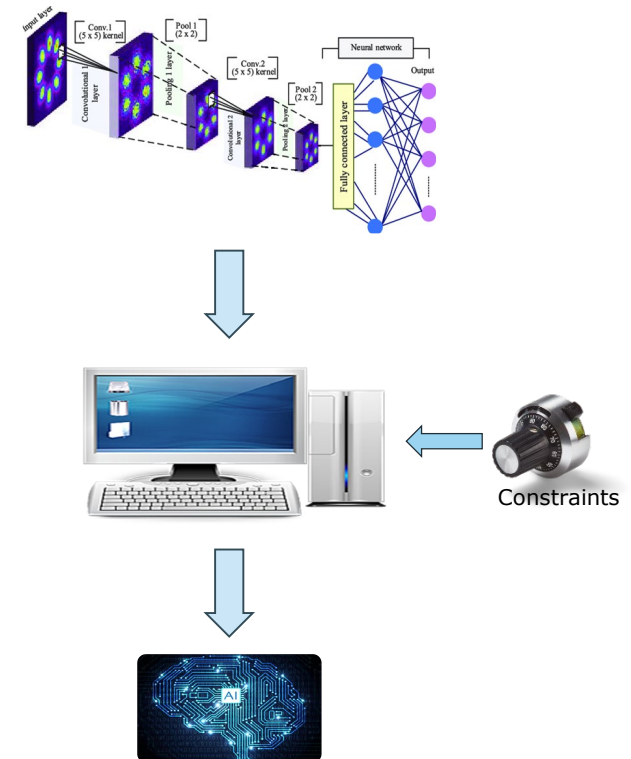 Input layer
Conv.1
(5 x 5) kernel
Convolutional 1
layer
Pool 1
(2 x 2)
Pooling 1 layer
Conv.2
(5 x 5) kernel
Convolutional 2
layer
Pool 2
(2 x 2)
Pooling 2 layer
Fully connected layer
Neural network
Output
Constraints
AI